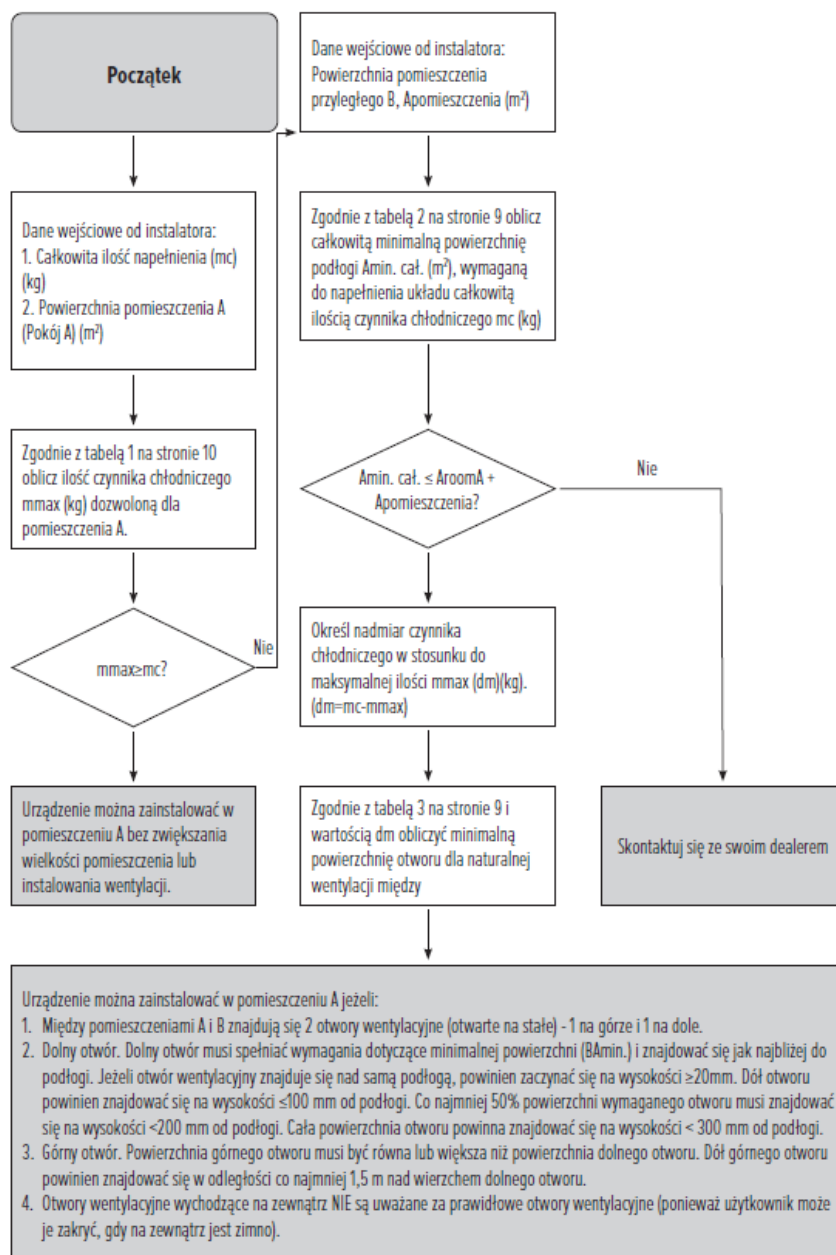 Początek
Dane wejściowe od instalatora:
1. Całkowita ilość napełnienia (mc)
(kg)
2. Powierzchnia pomieszczenia A
(Pokój A) (m²)
Zgodnie z tabelą 1 na stronie 10
oblicz ilość czynnika chłodniczego
mmax (kg) dozwoloną dla
pomieszczenia A.
mmax≥mc?
Nie
Urządzenie można zainstalować w
pomieszczeniu A bez zwiększania
wielkości pomieszczenia lub
instalowania wentylacji.
Dane wejściowe od instalatora:
Powierzchnia pomieszczenia
przyległego B, Apomieszczenia (m²)
Zgodnie z tabelą 2 na stronie 9 oblicz
całkowitą minimalną powierzchnię
podłogi Amin. cał. (m²), wymaganą
do napełnienia układu całkowitą
ilością czynnika chłodniczego mc (kg)
Amin. cał. ≤ AroomA +
Apomieszczenia?
Nie
Określ nadmiar czynnika
chłodniczego w stosunku do
maksymalnej ilości mmax (dm)(kg).
(dm=mc-mmax)
Zgodnie z tabelą 3 na stronie 9 i
wartością dm obliczyć minimalną
powierzchnię otworu dla naturalnej
wentylacji między
Skontaktuj się ze swoim dealerem
Urządzenie można zainstalować w pomieszczeniu A jeżeli:
1. Między pomieszczeniami A i B znajdują się 2 otwory wentylacyjne (otwarte na stałe) - 1 na górze i 1 na dole.
2. Dolny otwór. Dolny otwór musi spełniać wymagania dotyczące minimalnej powierzchni (BAmin.) i znajdować się jak najbliżej do
podłogi. Jeżeli otwór wentylacyjny znajduje się nad samą podłogą, powinien zaczynać się na wysokości ≥20mm. Dół otworu
powinien znajdować się na wysokości ≤100 mm od podłogi. Co najmniej 50% powierzchni wymaganego otworu musi znajdować
się na wysokości <200 mm od podłogi. Cała powierzchnia otworu powinna znajdować się na wysokości < 300 mm od podłogi.
3. Górny otwór. Powierzchnia górnego otworu musi być równa lub większa niż powierzchnia dolnego otworu. Dół górnego otworu
powinien znajdować się w odległości co najmniej 1,5 m nad wierzchem dolnego otworu.
4. Otwory wentylacyjne wychodzące na zewnątrz NIE są uważane za prawidłowe otwory wentylacyjne (ponieważ użytkownik może
je zakryć, gdy na zewnątrz jest zimno).